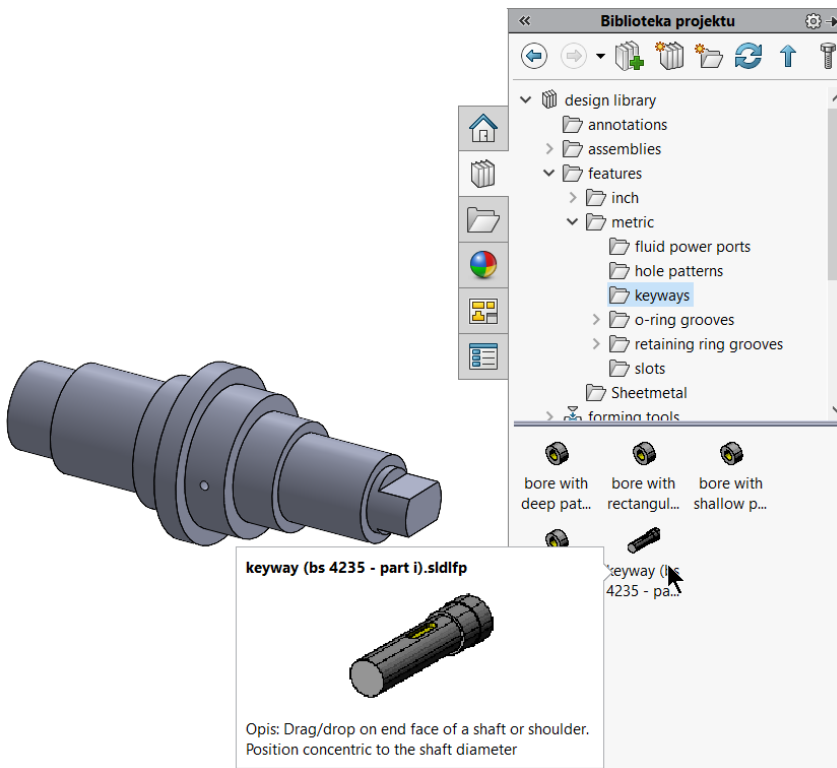 Biblioteka projektu
design library
annotations
assemblies
features
inch
metric
fluid power ports
hole patterns
keyways
o-ring grooves
retaining ring grooves
slots
Sheetmetal
forming tools
bore with
deep pat...
bore with
rectangul...
bore with
shallow p...
keyway (bs
4235 - pa...
keyway (bs 4235 - part i).sldlfp
Opis: Drag/drop on end face of a shaft or shoulder.
Position concentric to the shaft diameter